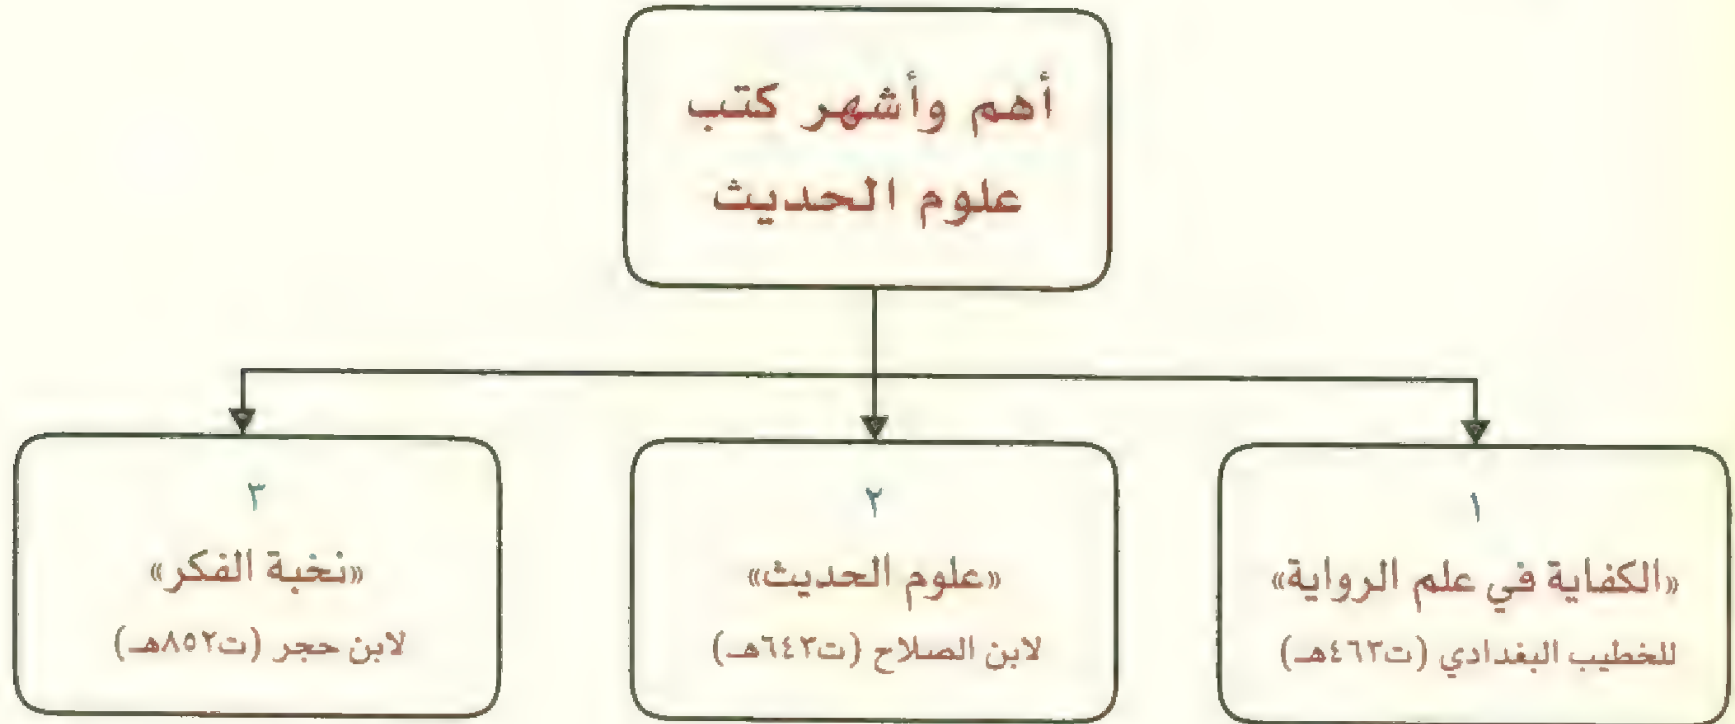 أهم وأشهر كتب
علوم الحديث
١
«الكفاية في علم الرواية»
للخطيب البغدادي (ت٤٦٣هـ)
٢
«علوم الحديث»
لابن الصلاح (ت٦٤٣هـ)
٣
«نخبة الفكر»
لابن حجر (ت٨٥٢هـ)